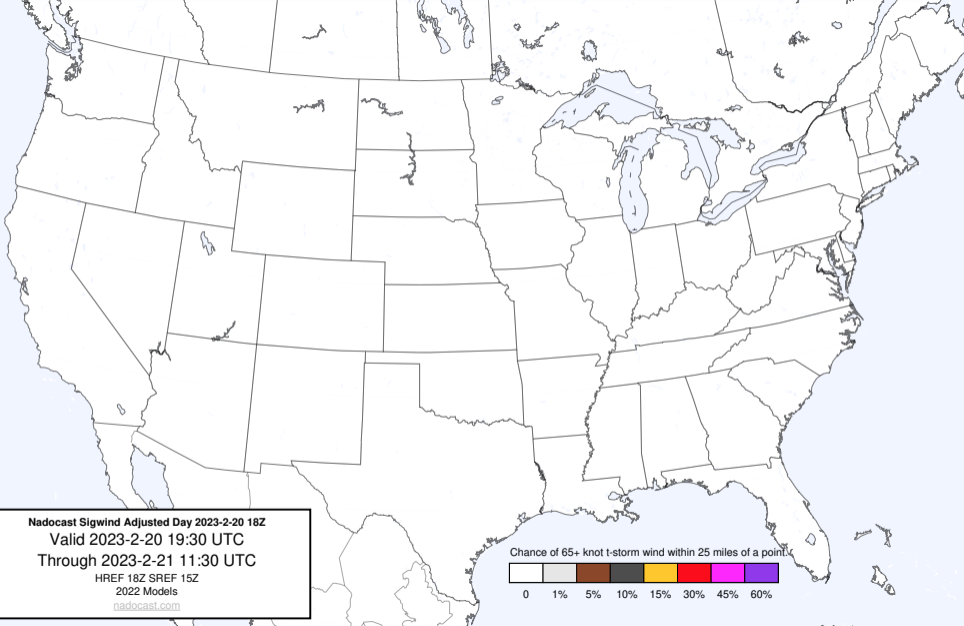 Nadocast Sigwind Adjusted Day 2023-2-20 18Z
Valid 2023-2-20 19:30 UTC
Through 2023-2-21 11:30 UTC
HREF 18Z SREF 15Z
2022 Models
nadocast.com
Chance of 65+ knot t-storm wind within 25 miles of a point.
0 1% 5% 10% 15% 30% 45% 60%